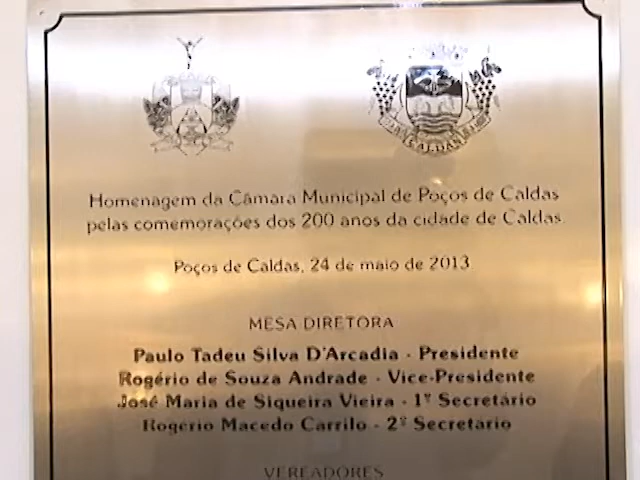 Homenagem da Câmara Municipal de Poços de Caldas
pelas comemorações dos 200 anos da cidade de Caldas.
Poços de Caldas, 24 de maio de 2013
MESA DIRETORA
Paulo Tadeu Silva D'Arcadia - Presidente
Rogério de Souza Andrade - Vice-Presidente
José Maria de Siqueira Vieira - 1º Secretário
Rogério Macedo Carrilo - 2º Secretário
VEREADORES